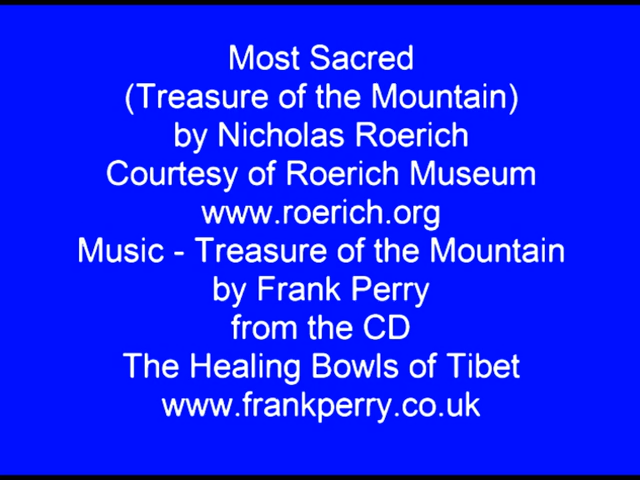 Most Sacred
(Treasure of the Mountain)
by Nicholas Roerich
Courtesy of Roerich Museum
www.roerich.org
Music - Treasure of the Mountain
by Frank Perry
from the CD
The Healing Bowls of Tibet
www.frankperry.co.uk